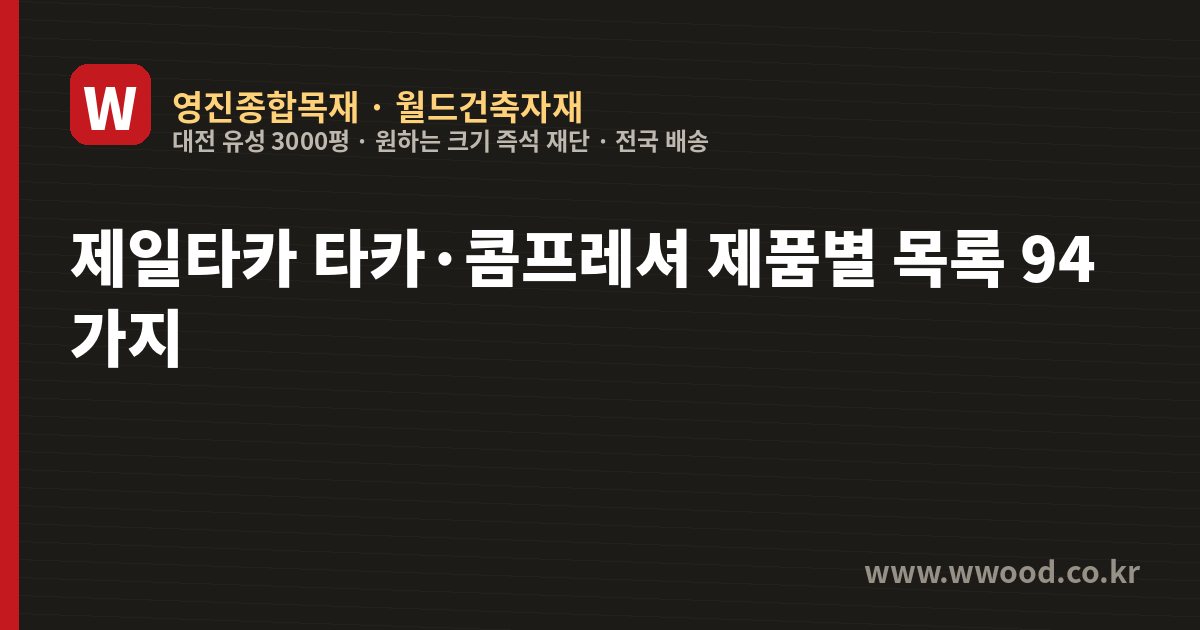 W
영진종합목재 · 월드건축자재
대전 유성 3000평 · 원하는 크기 즉석 재단 · 전국 배송
제일타카 타카·콤프레셔 제품별 목록 94
가지
www.wwood.co.kr